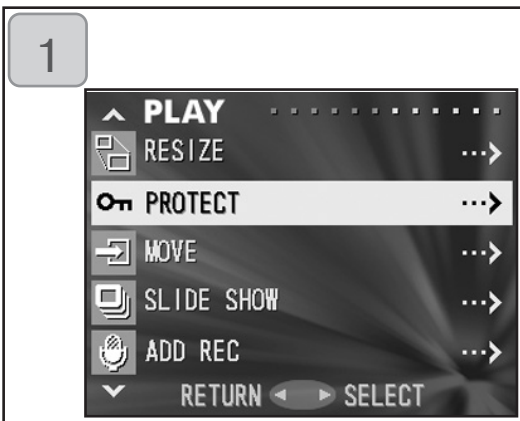 1
PLAY
RESIZE
PROTECT
MOVE
SLIDE SHOW
ADD REC
RETURN SELECT